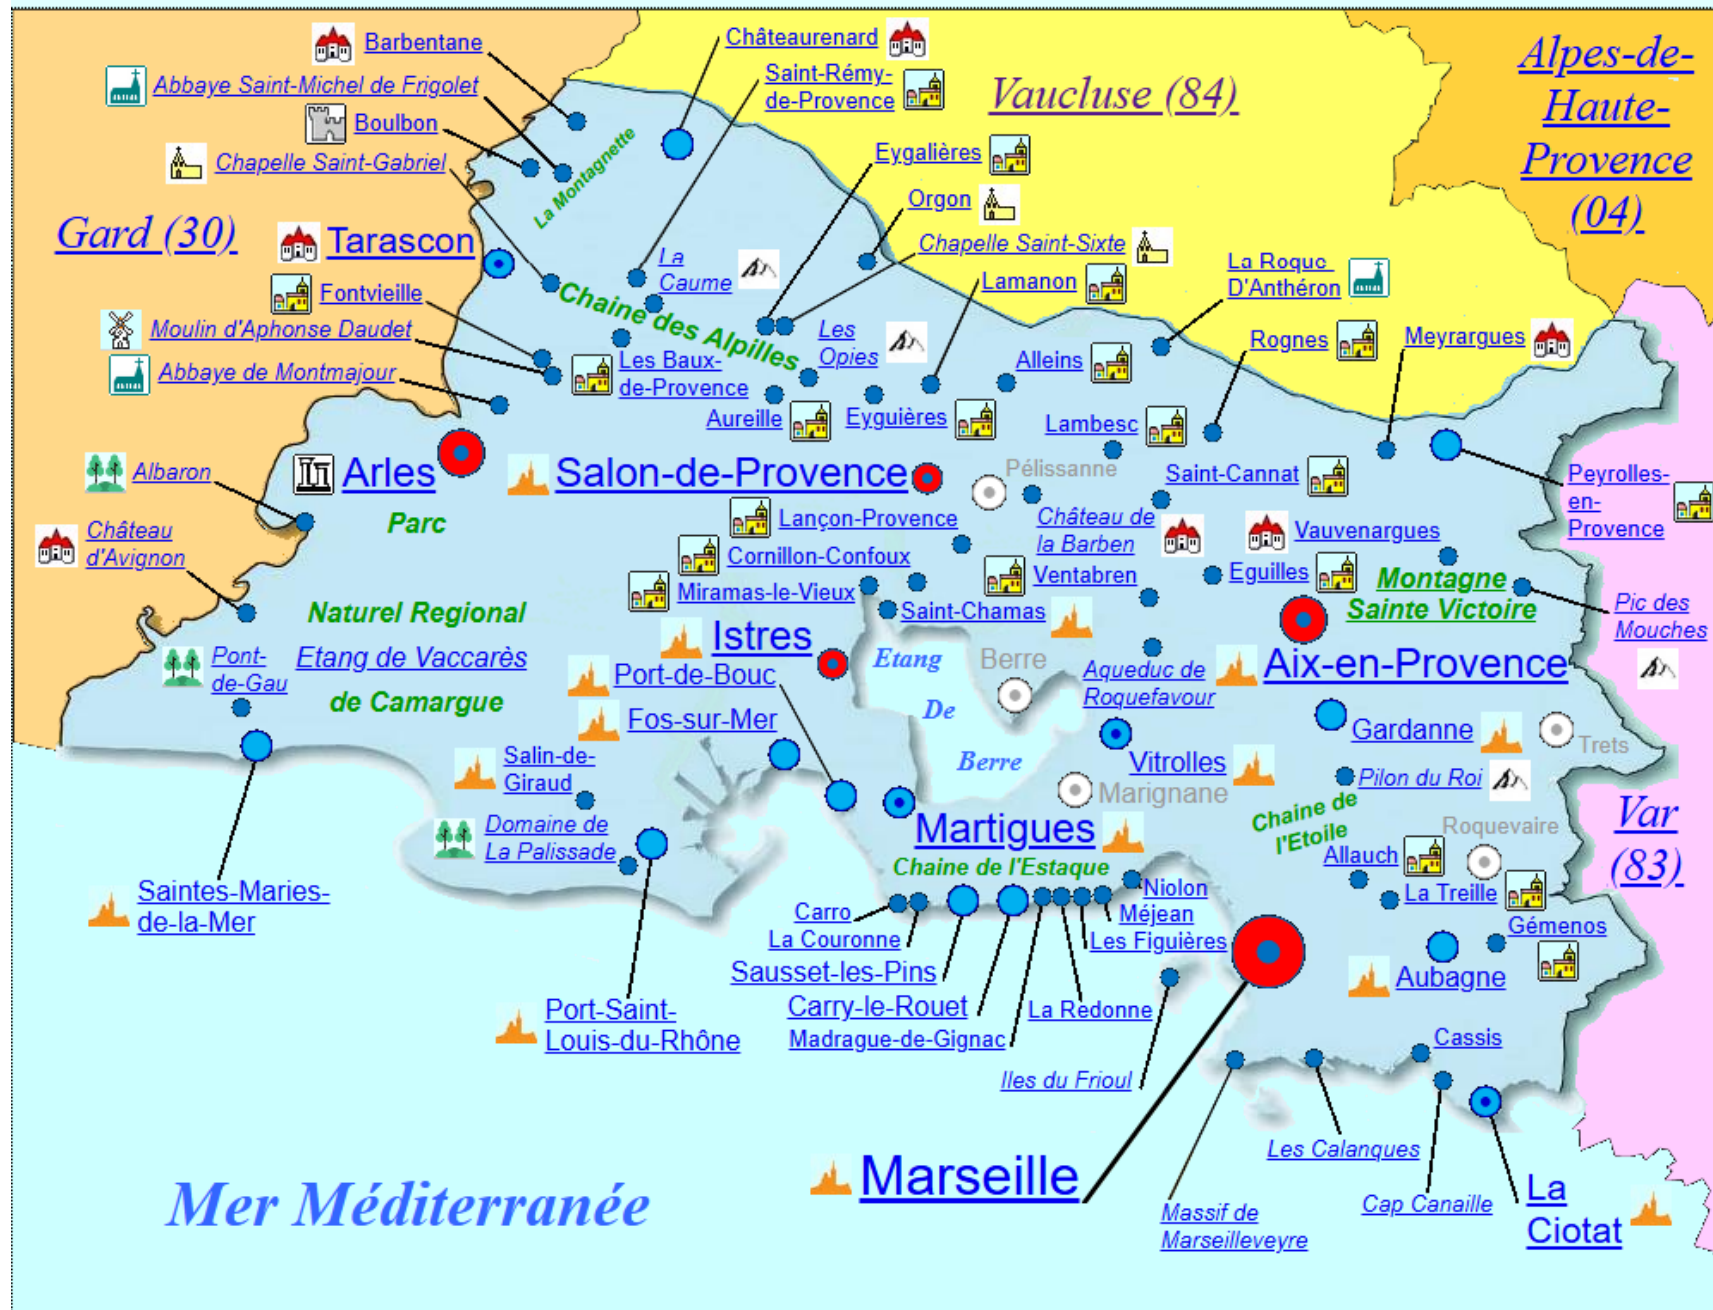 Barbentane
Châteaurenard
Abbaye Saint-Michel de Frigolet
Saint-Rémy-
de-Provence
Vaucluse (84)
Alpes-de-
Haute-
Provence
(04)
Boulbon
Chapelle Saint-Gabriel
La Montagnette
Eygalières
Orgon
Gard (30)
Tarascon
Chapelle Saint-Sixte
La
Caume
Lamanon
La Roque
D'Anthéron
Fontvieille
Chaine des Alpilles
Moulin d'Aphonse Daudet
Les
Opies
Rognes
Meyrargues
Abbaye de Montmajour
Les Baux-
de-Provence
Alleins
Aureille
Eyguières
Lambesc
Albaron
Arles
Salon-de-Provence
Pélissanne
Saint-Cannat
Peyrolles-
en-
Provence
Parc
Château
d'Avignon
Lançon-Provence
Château de
la Barben
Vauvenargues
Cornillon-Confoux
Ventabren
Eguilles
Montagne
Sainte Victoire
Miramas-le-Vieux
Saint-Chamas
Pic des
Mouches
Naturel Regional
Istres
Etang de Vaccarès
Pont-
de-Gau
de Camargue
Port-de-Bouc
Etang
De
Berre
Berre
Aqueduc de
Roquefavour
Aix-en-Provence
Fos-sur-Mer
Gardanne
Trets
Salin-de-
Giraud
Vitrolles
Marignane
Pilon du Roi
Domaine de
La Palissade
Martigues
Chaine de
l'Etoile
Roquevaire
Var
(83)
Chaine de l'Estaque
Allauch
Saintes-Maries-
de-la-Mer
Niolon
La Treille
Carro
Méjean
Gémenos
La Couronne
Les Figuières
Sausset-les-Pins
Aubagne
Carry-le-Rouet
La Redonne
Port-Saint-
Louis-du-Rhône
Madrague-de-Gignac
Cassis
Iles du Frioul
Les Calanques
Marseille
Mer Méditerranée
Massif de
Marseilleveyre
Cap Canaille
La
Ciotat